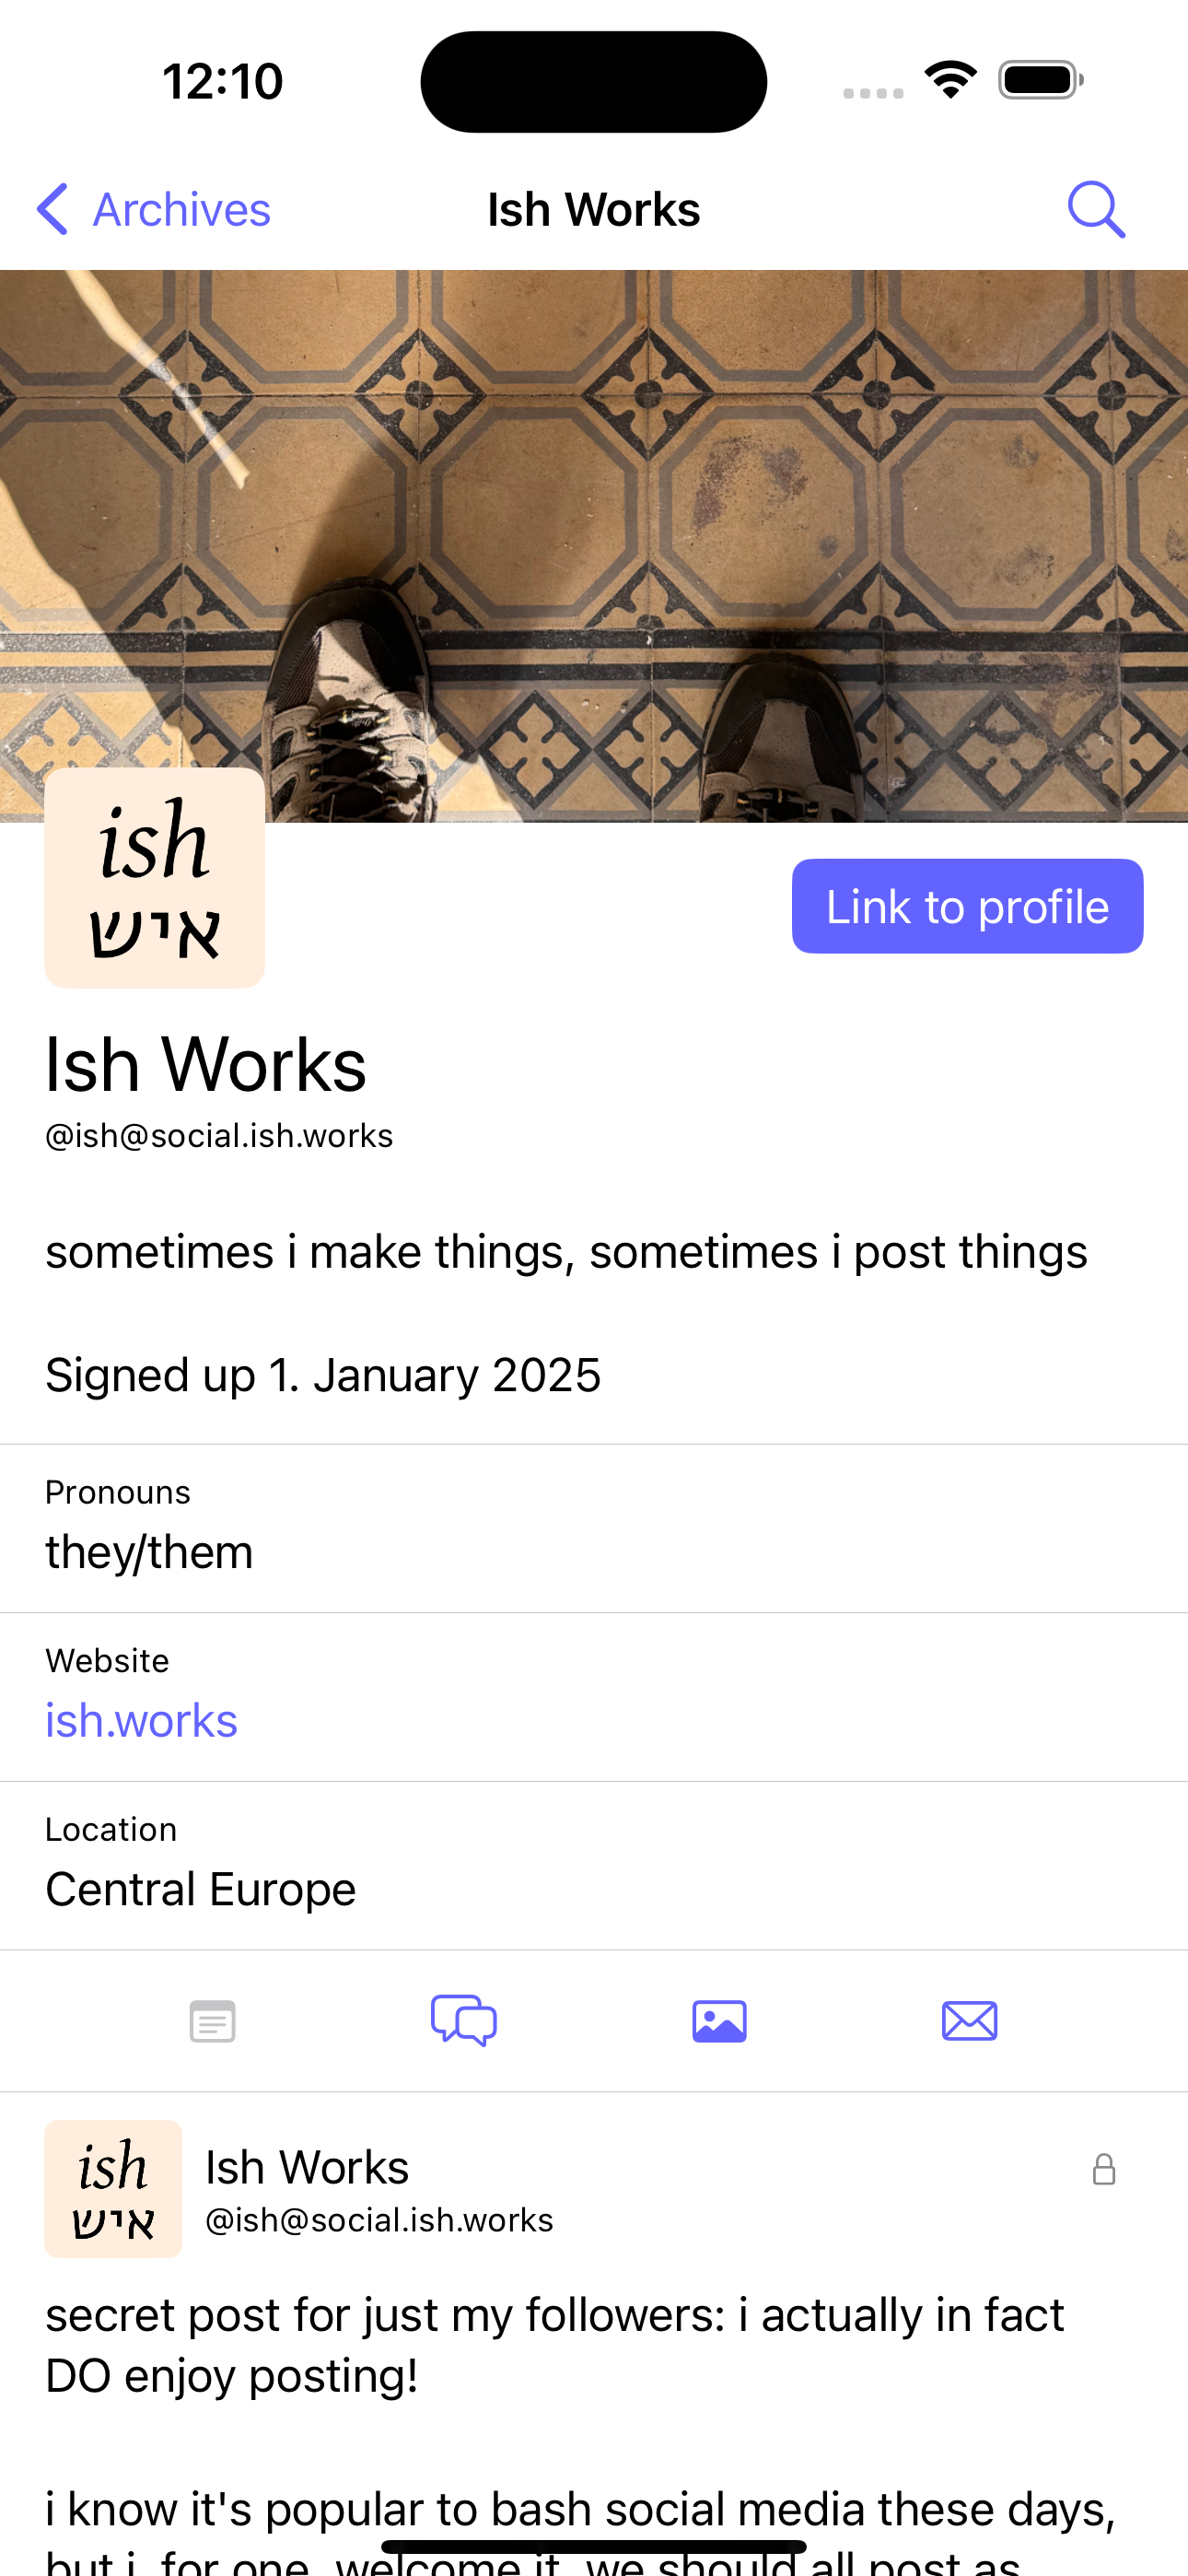 12:10
Archives
Ish Works
ish
איש
Link to profile
Ish Works
@ish@social.ish.works
sometimes i make things, sometimes i post things
Signed up 1. January 2025
Pronouns
they/them
Website
ish.works
Location
Central Europe
ish
איש
Ish Works
@ish@social.ish.works
secret post for just my followers: i actually in fact
DO enjoy posting!
i know it's popular to bash social media these days,
but i, for one, welcome it. we should all post as